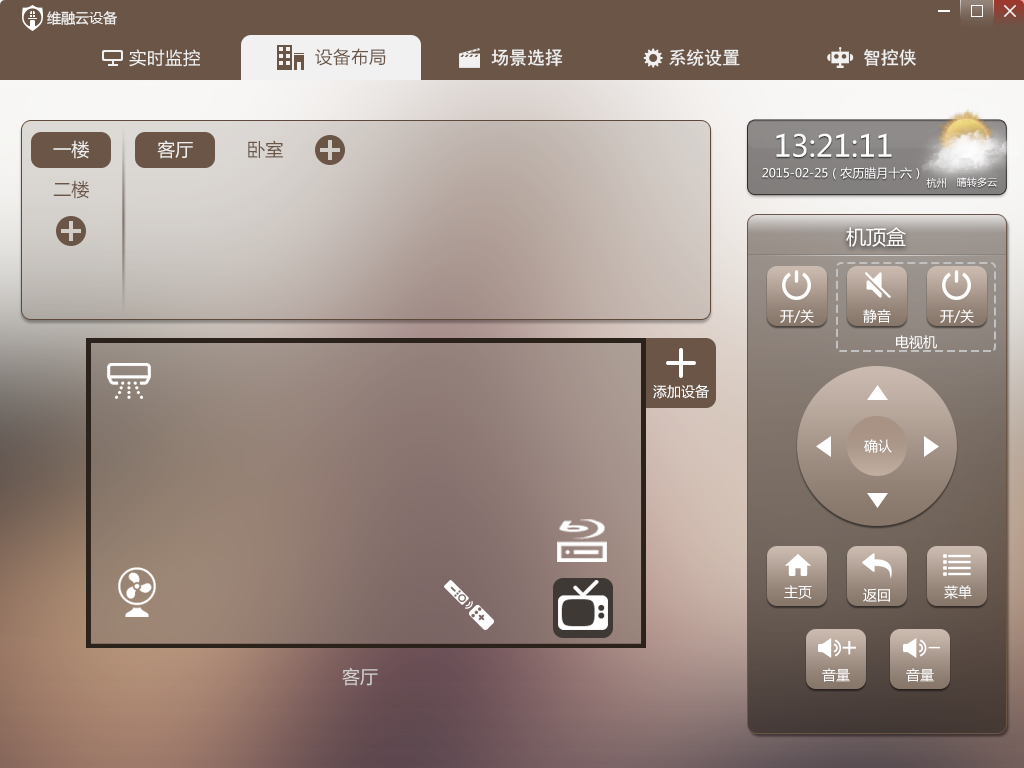 维融云设备
实时监控
设备布局
场景选择
系统设置
智控侠
一楼
客厅
卧室
二楼
13:21:11
2015-02-25 ( 农历腊月十六 )
杭州 晴转多云
机顶盒
开/关
静音
开/关
电视机
添加设备
确认
主页
返回
菜单
音量
音量
客厅